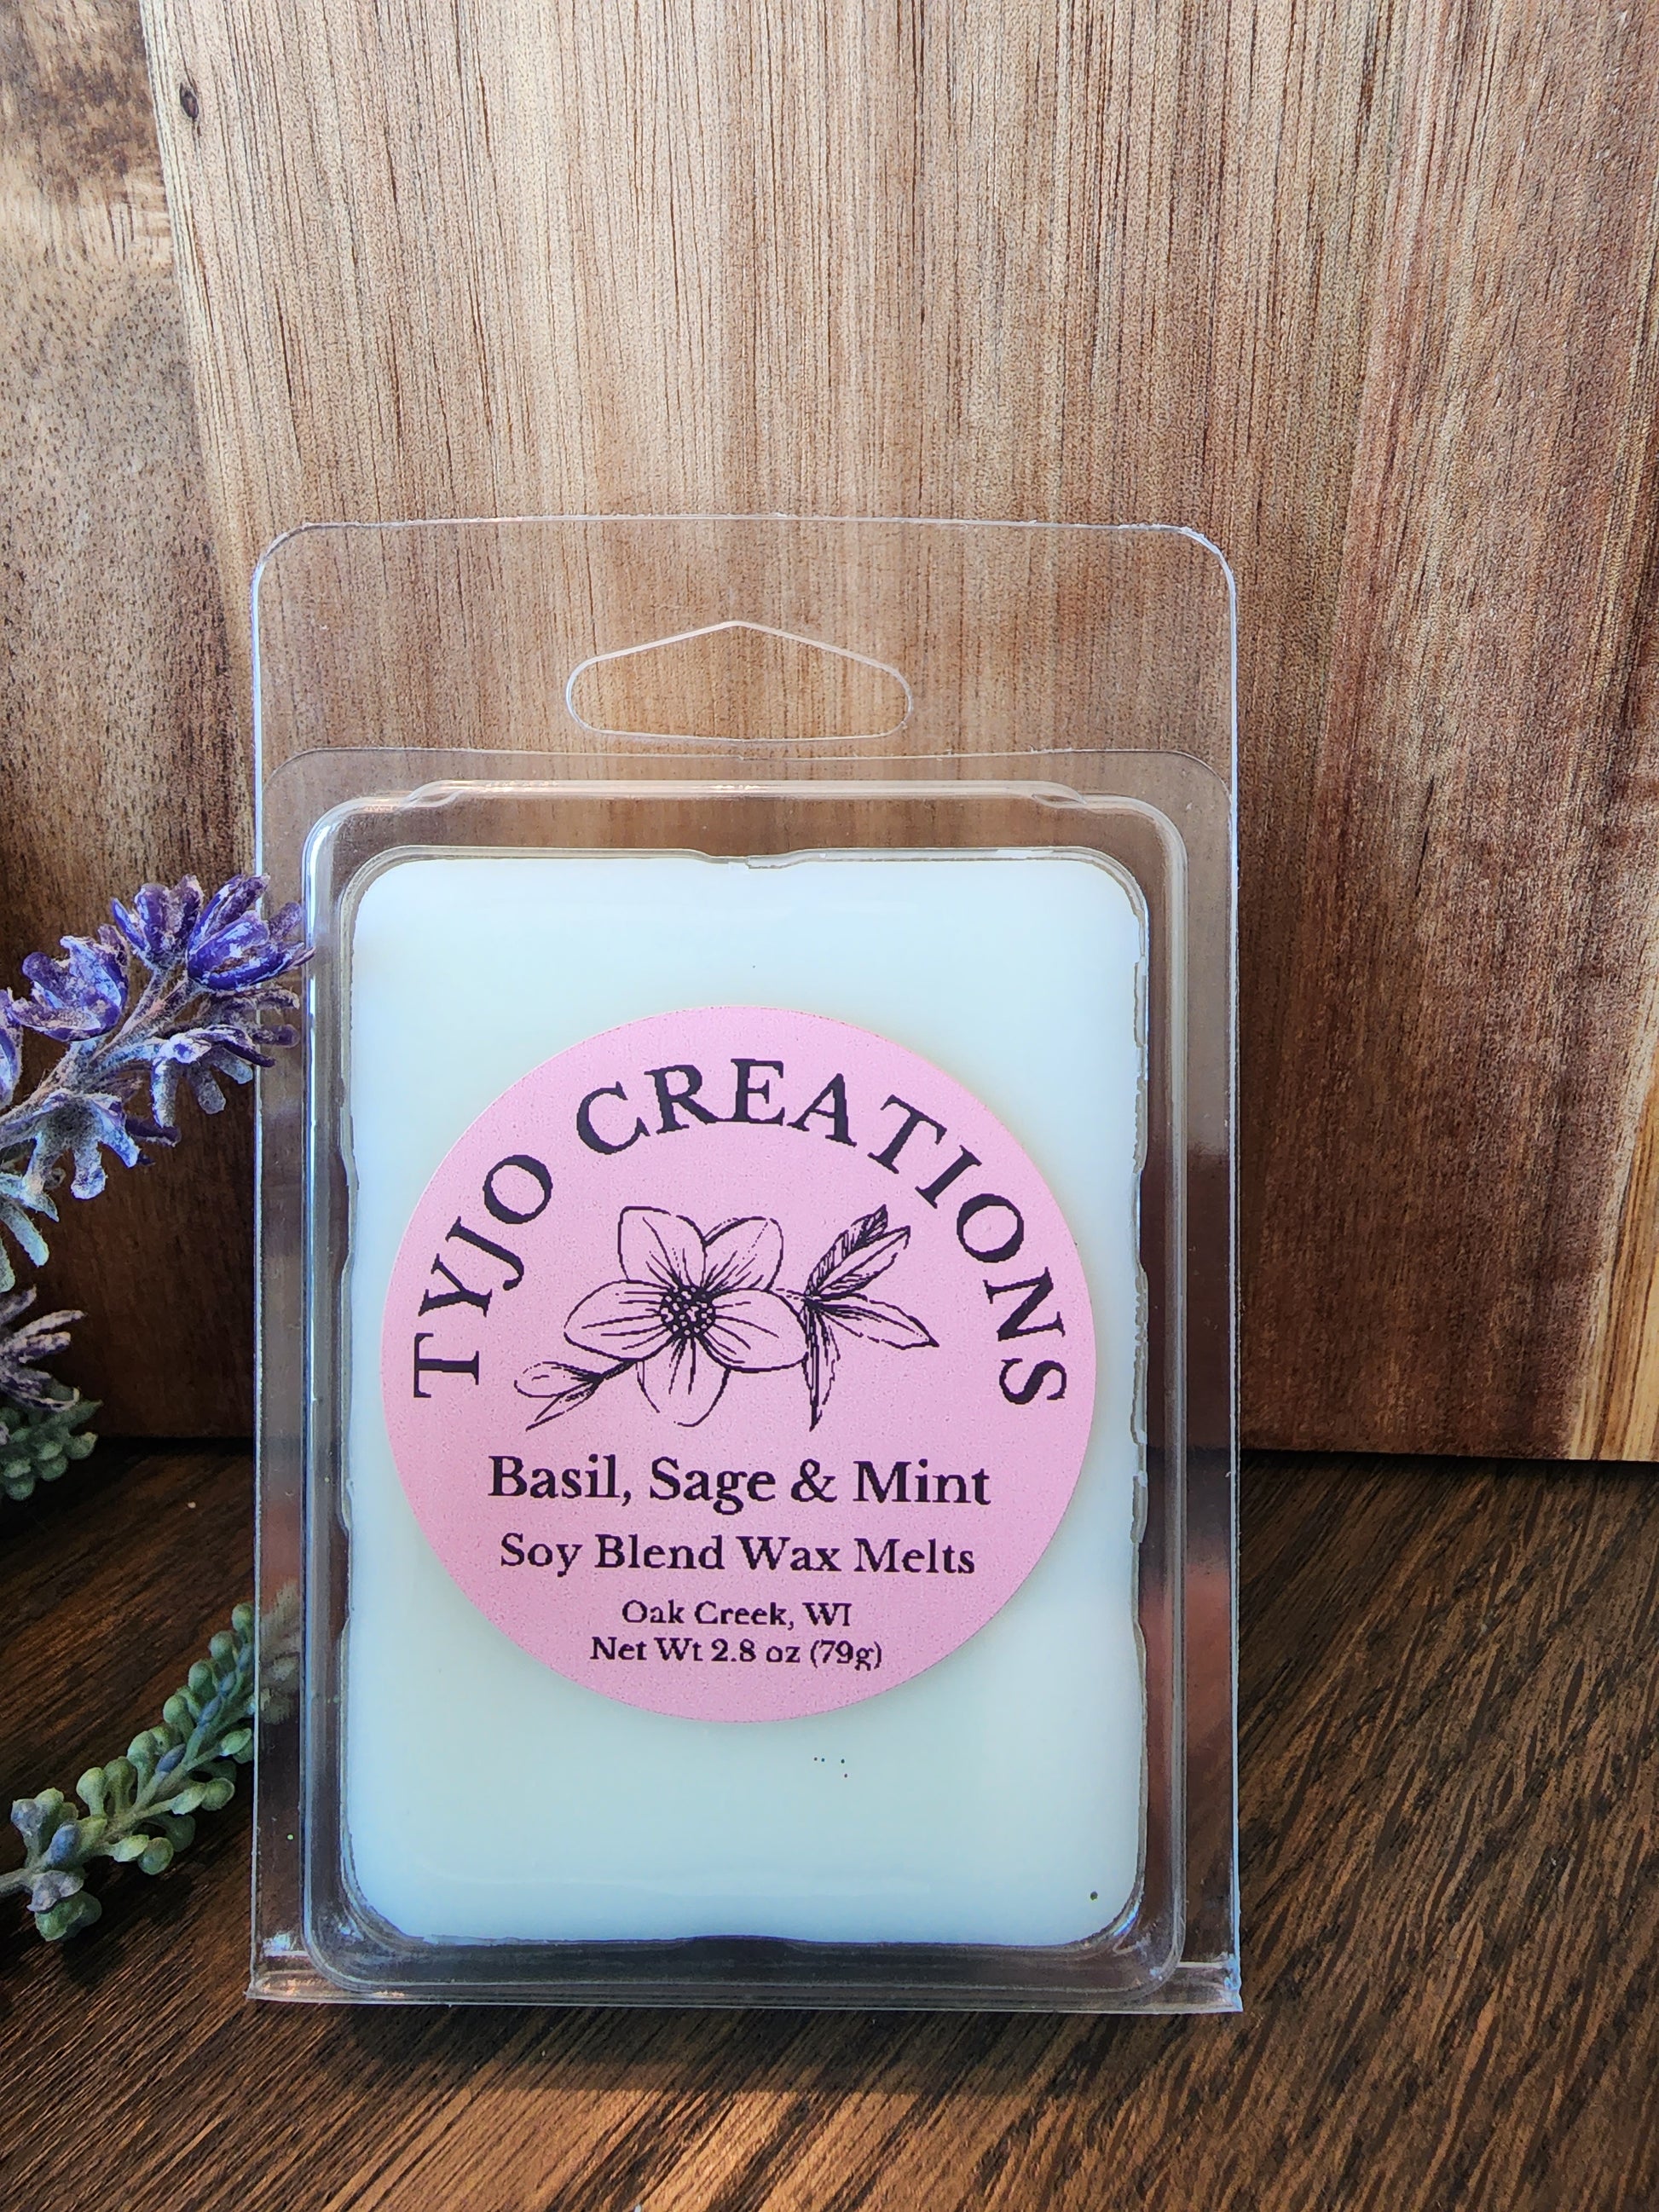 TYJO CREATIONS
Basil, Sage & Mint
Soy Blend Wax Melts
Oak Creek, WI
Net Wt 2.8 oz (79g)